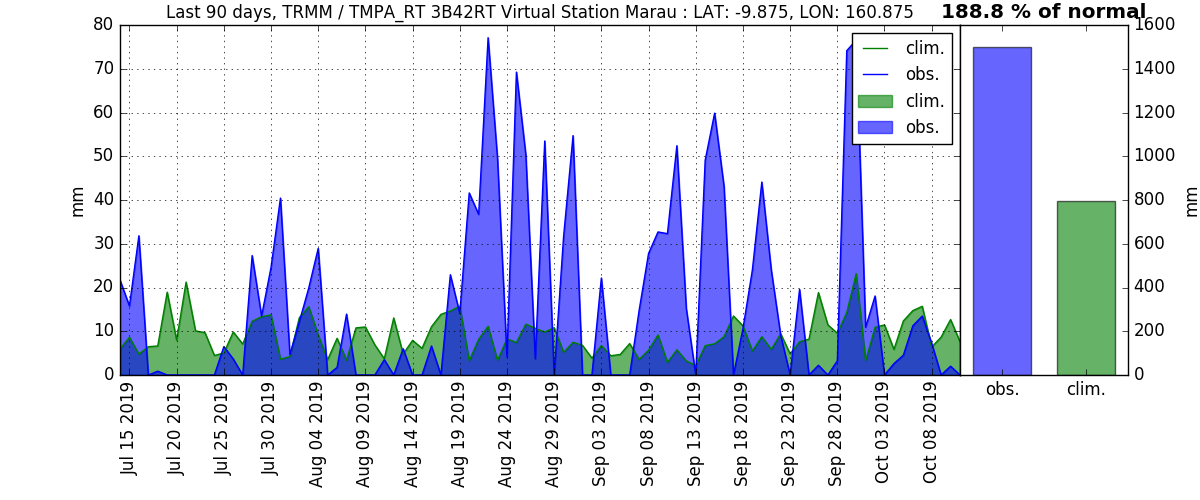 Last 90 days, TRMM / TMPA_RT 3B42RT Virtual Station Marau : LAT: -9.875, LON: 160.875
188.8 % of normal
80
70
60
50
40
30
20
10
0
mm
clim.
obs.
clim.
obs.
1600
1400
1200
1000
800
600
400
200
0
mm
Jul 15 2019
Jul 20 2019
Jul 25 2019
Jul 30 2019
Aug 04 2019
Aug 09 2019
Aug 14 2019
Aug 19 2019
Aug 24 2019
Aug 29 2019
Sep 03 2019
Sep 08 2019
Sep 13 2019
Sep 18 2019
Sep 23 2019
Sep 28 2019
Oct 03 2019
Oct 08 2019
obs.
clim.